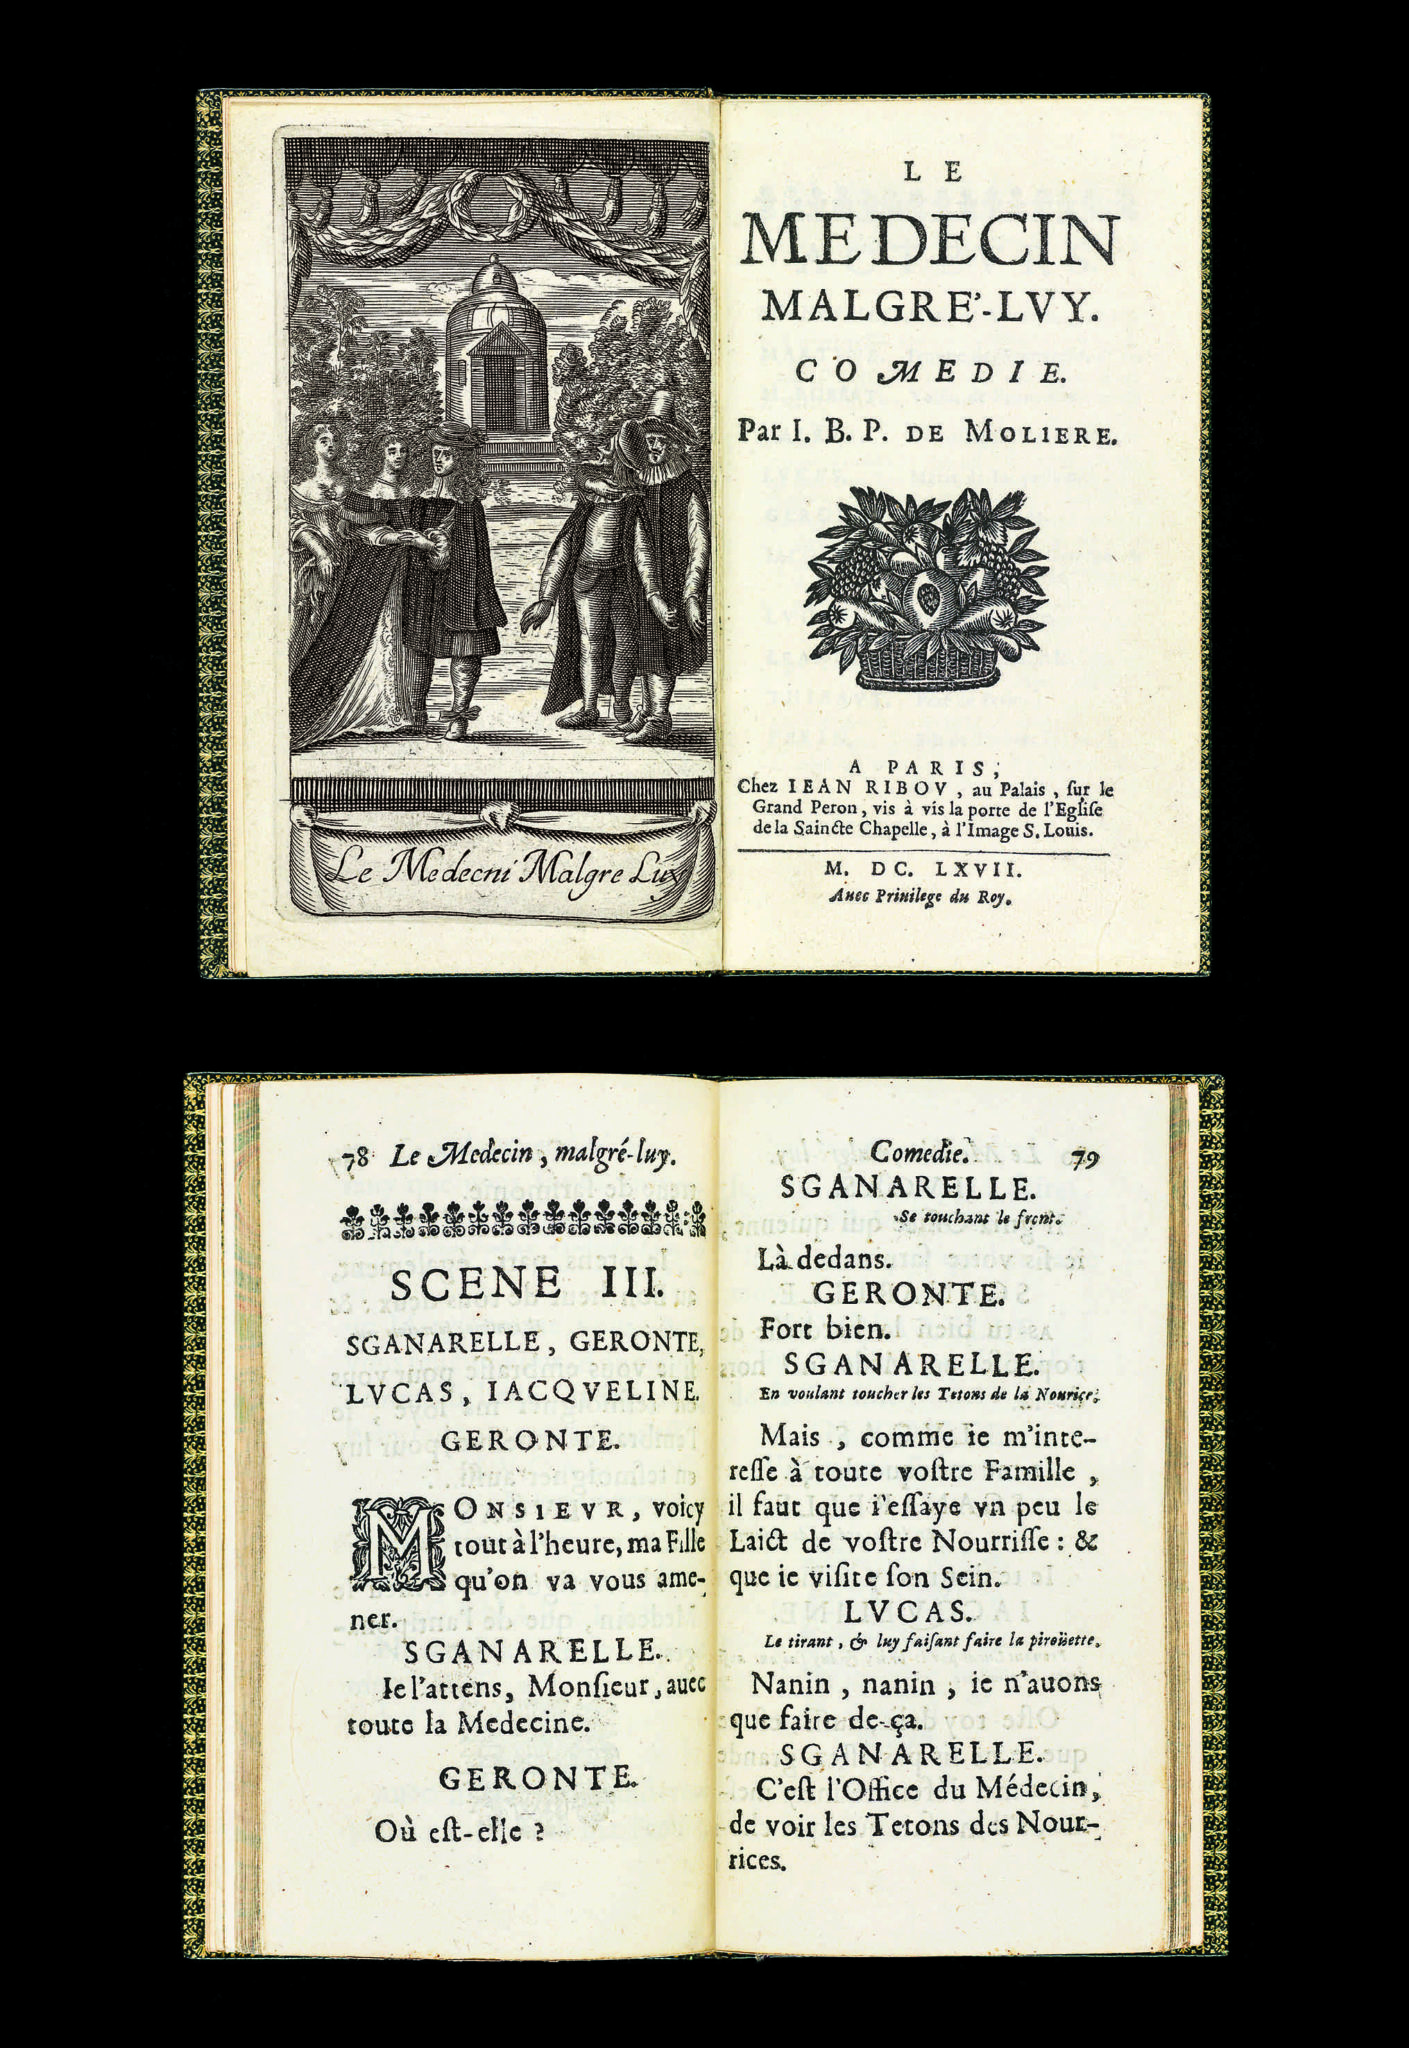 LE
MEDECIN
MALGRE'-LVY.
COMEDIE.
Par I. B. P. DE MOLIERE.
A PARIS,
Chez IEAN RIBOV, au Palais, ſur le
Grand Peron, vis à vis la porte de l'Egliſe
de la Saincte Chapelle, à l'Image S. Louis.
M. DC. LXVII.
Auec Priuilege du Roy.
Le Medecni Malgre Luy
78 Le Medecin, malgré-luy.
SCENE III.
SGANARELLE, GERONTE,
LVCAS, IACQVELINE.
GERONTE.
MONSIEVR, voicy
tout à l'heure, ma Fille
qu'on va vous ame-
ner.
SGANARELLE.
Ie l'attens, Monſieur, auec
toute la Medecine.
GERONTE.
Où eſt-elle ?
Comedie. 79
SGANARELLE.
Se touchant le front.
Là dedans.
GERONTE.
Fort bien.
SGANARELLE.
En voulant toucher les Tetons de la Nourice.
Mais, comme ie m'inte-
reſſe à toute voſtre Famille,
il faut que i'eſſaye vn peu le
Laict de voſtre Nourriſſe : &
que ie viſite ſon Sein.
LVCAS.
Le tirant, & luy faiſant faire la piroüette.
Nanin, nanin, ie n'auons
que faire de-ça.
SGANARELLE.
C'eſt l'Office du Médecin,
de voir les Tetons des Nour-
rices.